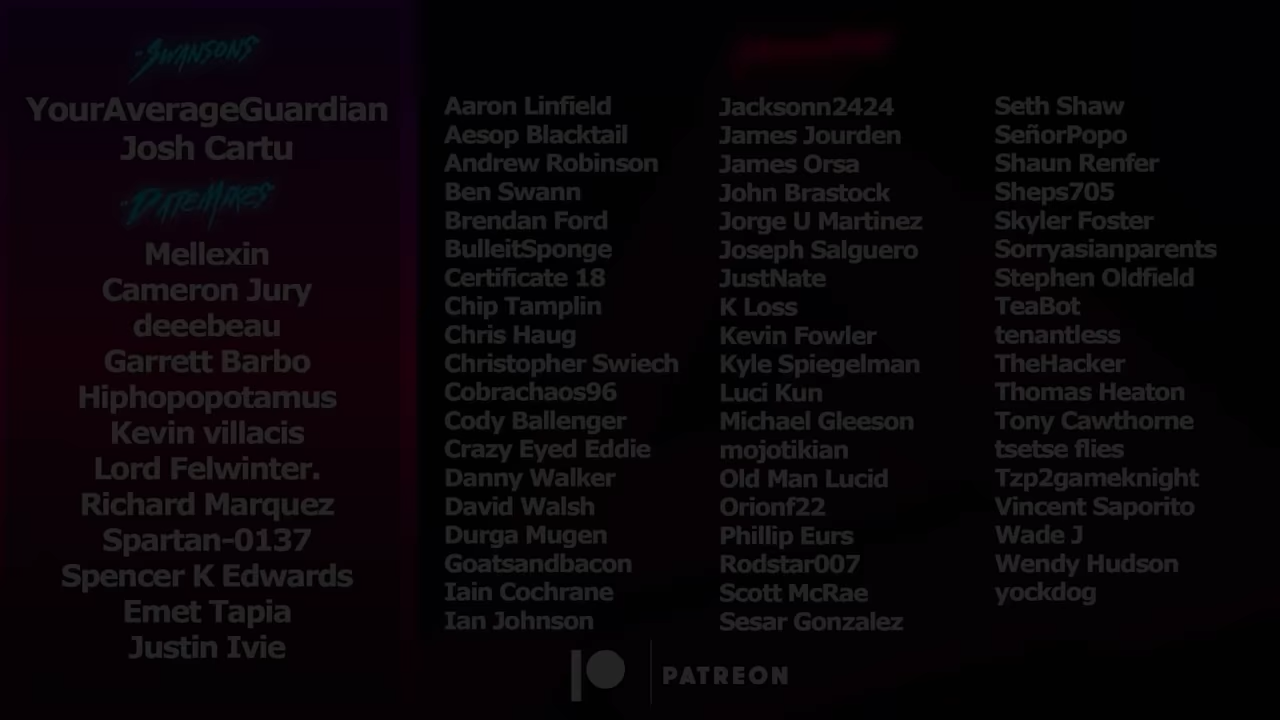 -Swansons
YourAverageGuardian
Josh Cartu
-DateMikes
Mellexin
Cameron Jury
deeebeau
Garrett Barbo
Hiphopopotamus
Kevin villacis
Lord Felwinter.
Richard Marquez
Spartan-0137
Spencer K Edwards
Emet Tapia
Justin Ivie
Aaron Linfield
Aesop Blacktail
Andrew Robinson
Ben Swann
Brendan Ford
BulleitSponge
Certificate 18
Chip Tamplin
Chris Haug
Christopher Swiech
Cobrachaos96
Cody Ballenger
Crazy Eyed Eddie
Danny Walker
David Walsh
Durga Mugen
Goatsandbacon
Iain Cochrane
Ian Johnson
Jacksonn2424
James Jourden
James Orsa
John Brastock
Jorge U Martinez
Joseph Salguero
JustNate
K Loss
Kevin Fowler
Kyle Spiegelman
Luci Kun
Michael Gleeson
mojotikian
Old Man Lucid
Orionf22
Phillip Eurs
Rodstar007
Scott McRae
Sesar Gonzalez
Seth Shaw
SeñorPopo
Shaun Renfer
Sheps705
Skyler Foster
Sorryasianparents
Stephen Oldfield
TeaBot
tenantless
TheHacker
Thomas Heaton
Tony Cawthorne
tsetse flies
Tzp2gameknight
Vincent Saporito
Wade J
Wendy Hudson
yockdog
PATREON